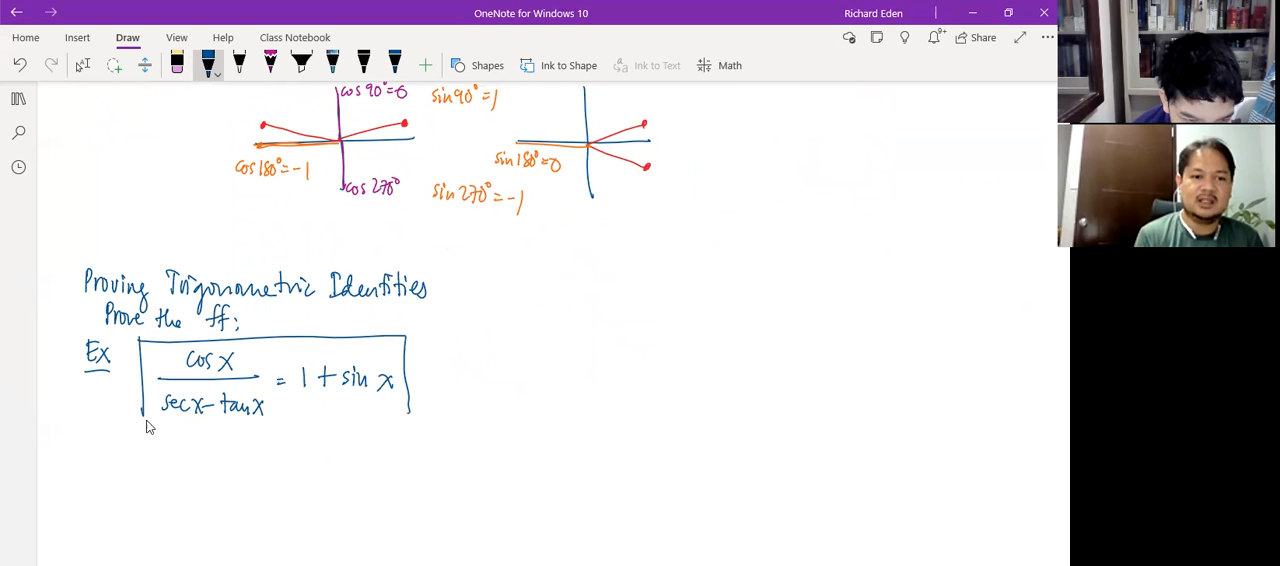 OneNote for Windows 10
Richard Eden
Home Insert Draw View Help Class Notebook
Share
Shapes Ink to Shape Ink to Text Math
cos 90° = 0
sin 90° = 1
cos 180° = -1
sin 180° = 0
cos 270°
sin 270° = -1
Proving Trigonometric Identities
Prove the ff:
Ex
cos x
= 1 + sin x
sec x - tan x